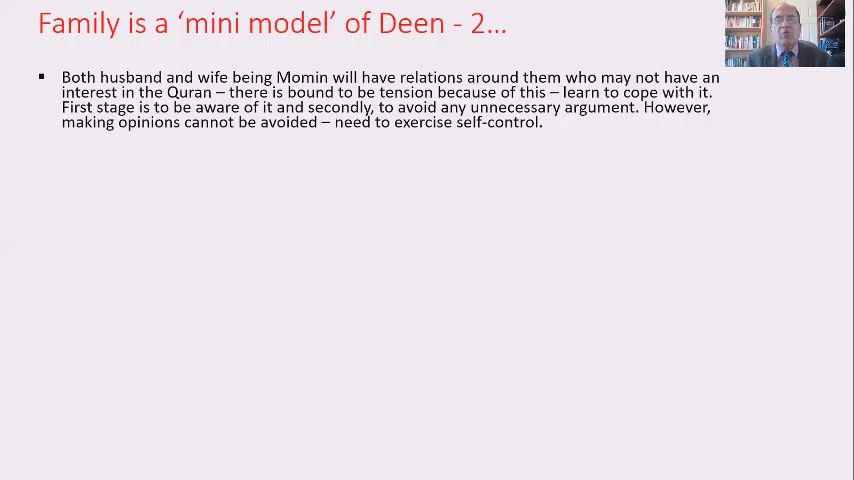 Family is a ‘mini model’ of Deen - 2…
▪ Both husband and wife being Momin will have relations around them who may not have an
interest in the Quran – there is bound to be tension because of this – learn to cope with it.
First stage is to be aware of it and secondly, to avoid any unnecessary argument. However,
making opinions cannot be avoided – need to exercise self-control.